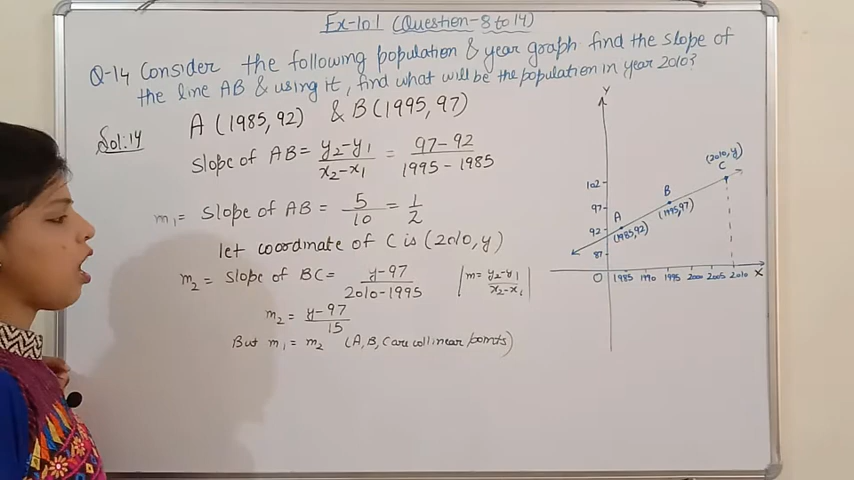 Ex-10.1 (Question-8 to 14)
Q-14 Consider the following population & year graph find the slope of
the line AB & using it, find what will be the population in year 2010?
Sol:14 A (1985, 92) & B (1995, 97)
Slope of AB = y₂-y₁/x₂-x₁ = 97-92/1995-1985
m₁= Slope of AB = 5/10 = 1/2
let coordinate of C is (2010, y)
m₂ = Slope of BC = y-97/2010-1995 |m = y₂-y₁/x₂-x₁|
m₂ = y-97/15
But m₁ = m₂ (A, B, C are collinear points)
Y
(2010, y)
C
102
B
97
(1995, 97)
A
92
(1985, 92)
87
O 1985 1990 1995 2000 2005 2010 X